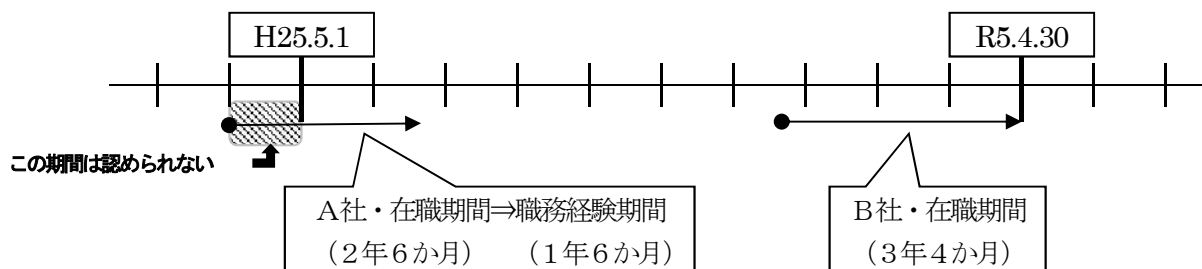 H25.5.1
R5.4.30
この期間は認められない
A社・在職期間⇒職務経験期間
（2年6か月）　（1年6か月）
B社・在職期間
（3年4か月）